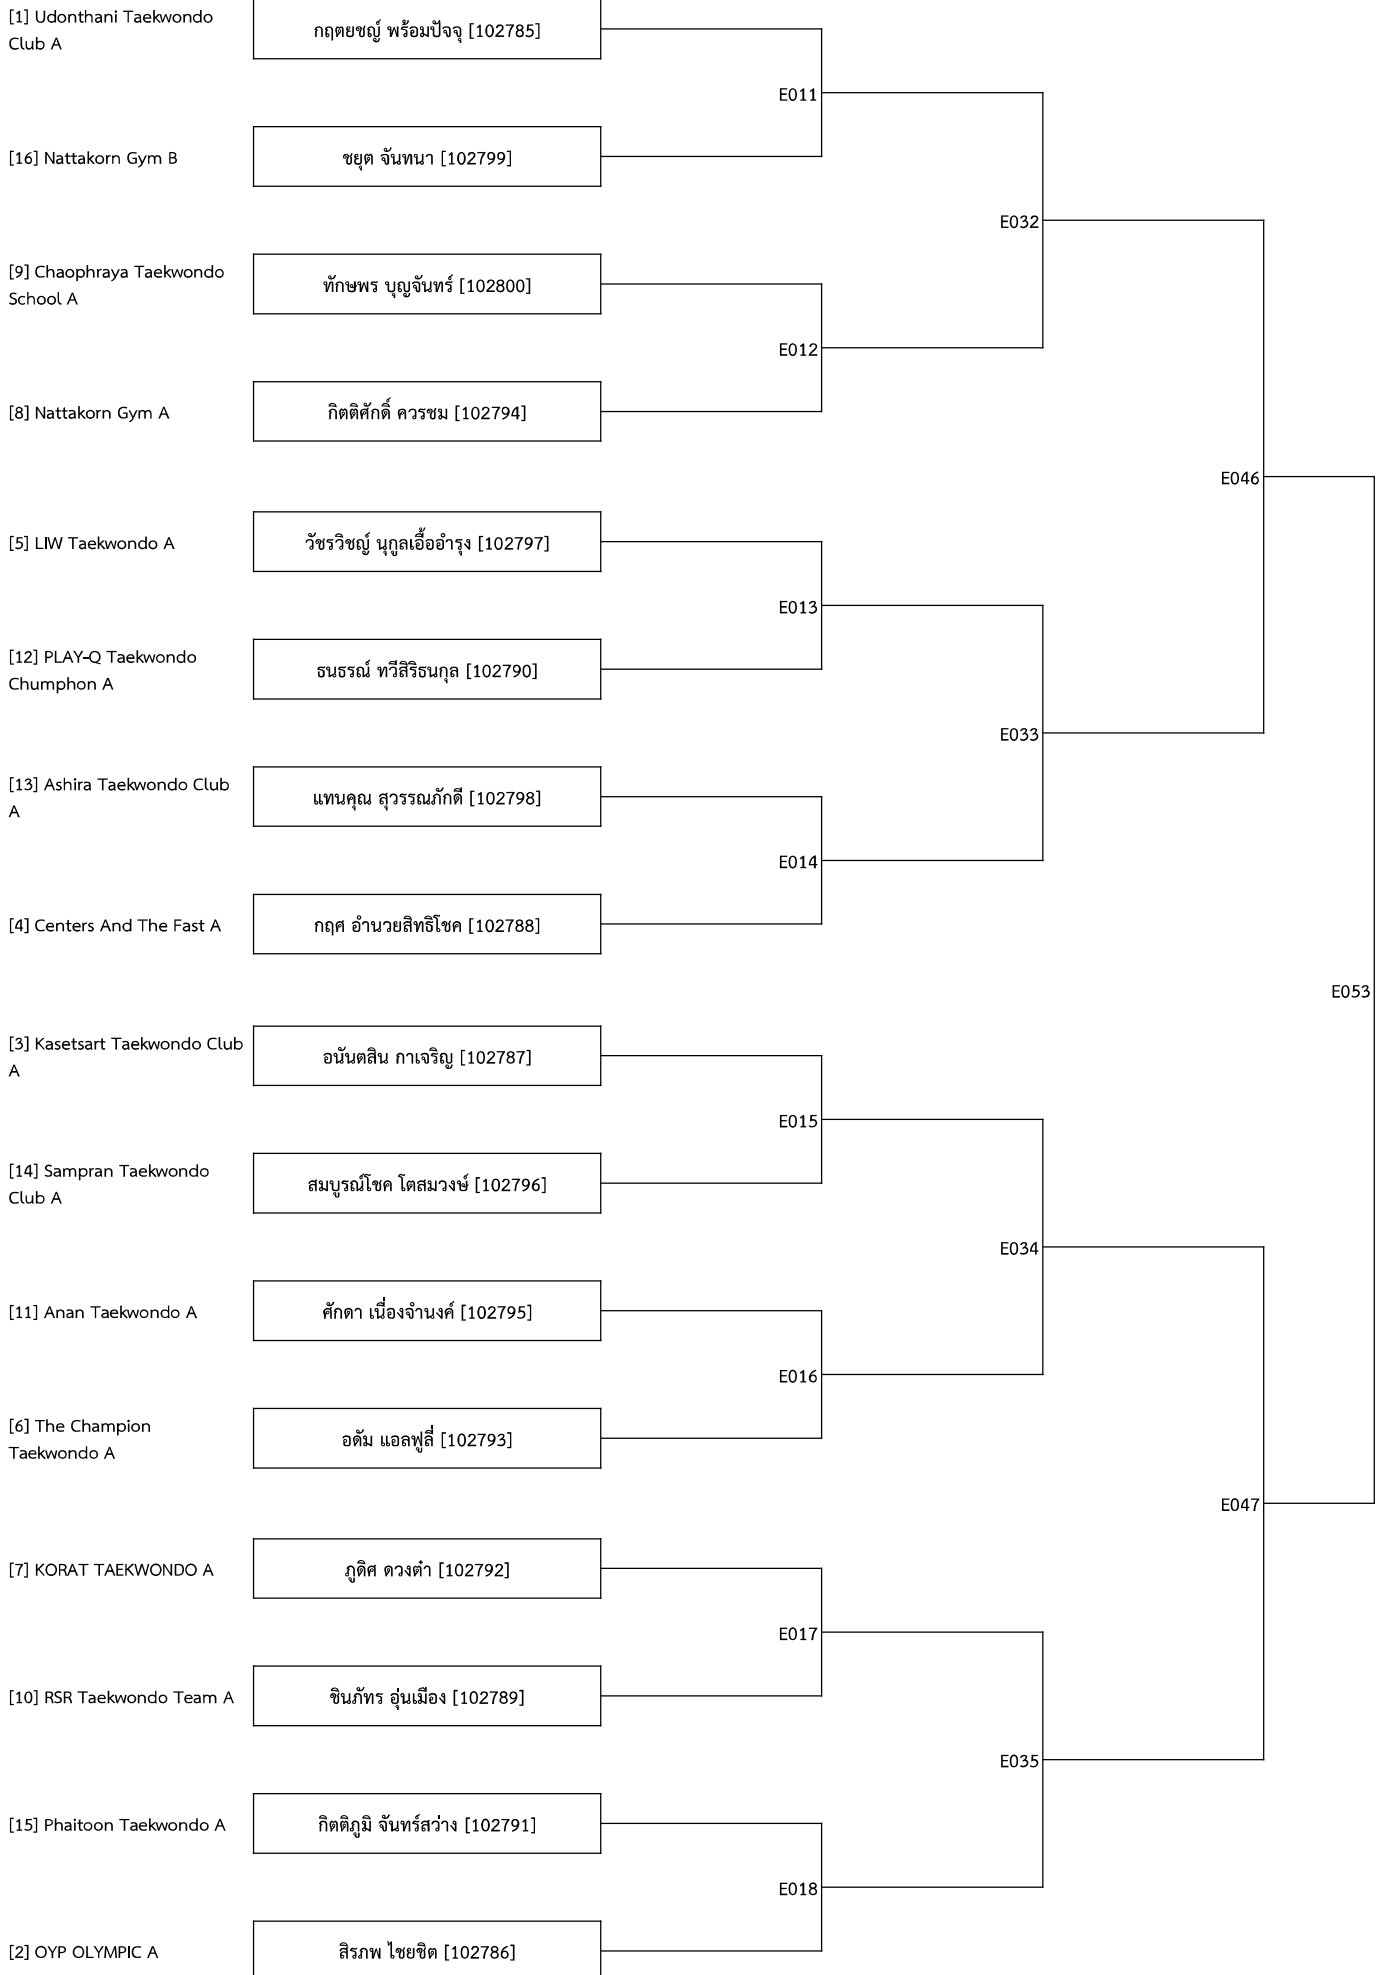 [1] Udonthani Taekwondo
Club A
กฤตยชญ์ พร้อมปัจจุ [102785]
E011
[16] Nattakorn Gym B
ชยุต จันทนา [102799]
E032
[9] Chaophraya Taekwondo
School A
ทักษพร บุญจันทร์ [102800]
E012
[8] Nattakorn Gym A
กิตติศักดิ์ ควรชม [102794]
E046
[5] LIW Taekwondo A
วัชรวิชญ์ นุกูลเอื้ออำรุง [102797]
E013
[12] PLAY-Q Taekwondo
Chumphon A
ธนธรณ์ ทวีสิริธนกุล [102790]
E033
[13] Ashira Taekwondo Club
A
แทนคุณ สุวรรณภักดี [102798]
E014
[4] Centers And The Fast A
กฤศ อำนวยสิทธิโชค [102788]
E053
[3] Kasetsart Taekwondo Club
A
อนันตสิน กาเจริญ [102787]
E015
[14] Sampran Taekwondo
Club A
สมบูรณ์โชค โตสมวงษ์ [102796]
E034
[11] Anan Taekwondo A
ศักดา เนื่องจำนงค์ [102795]
E016
[6] The Champion
Taekwondo A
อดัม แอลฟูลี่ [102793]
E047
[7] KORAT TAEKWONDO A
ภูดิศ ดวงต๋า [102792]
E017
[10] RSR Taekwondo Team A
ชินภัทร อุ่นเมือง [102789]
E035
[15] Phaitoon Taekwondo A
กิตติภูมิ จันทร์สว่าง [102791]
E018
[2] OYP OLYMPIC A
สิรภพ ไชยชิต [102786]